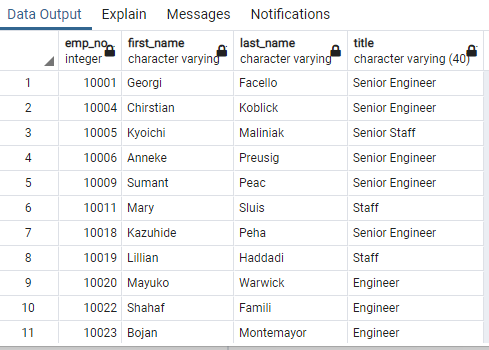 Data Output Explain Messages Notifications
emp_no first_name last_name title
integer character varying character varying character varying (40)
1 10001 Georgi Facello Senior Engineer
2 10004 Chirstian Koblick Senior Engineer
3 10005 Kyoichi Maliniak Senior Staff
4 10006 Anneke Preusig Senior Engineer
5 10009 Sumant Peac Senior Engineer
6 10011 Mary Sluis Staff
7 10018 Kazuhide Peha Senior Engineer
8 10019 Lillian Haddadi Staff
9 10020 Mayuko Warwick Engineer
10 10022 Shahaf Famili Engineer
11 10023 Bojan Montemayor Engineer